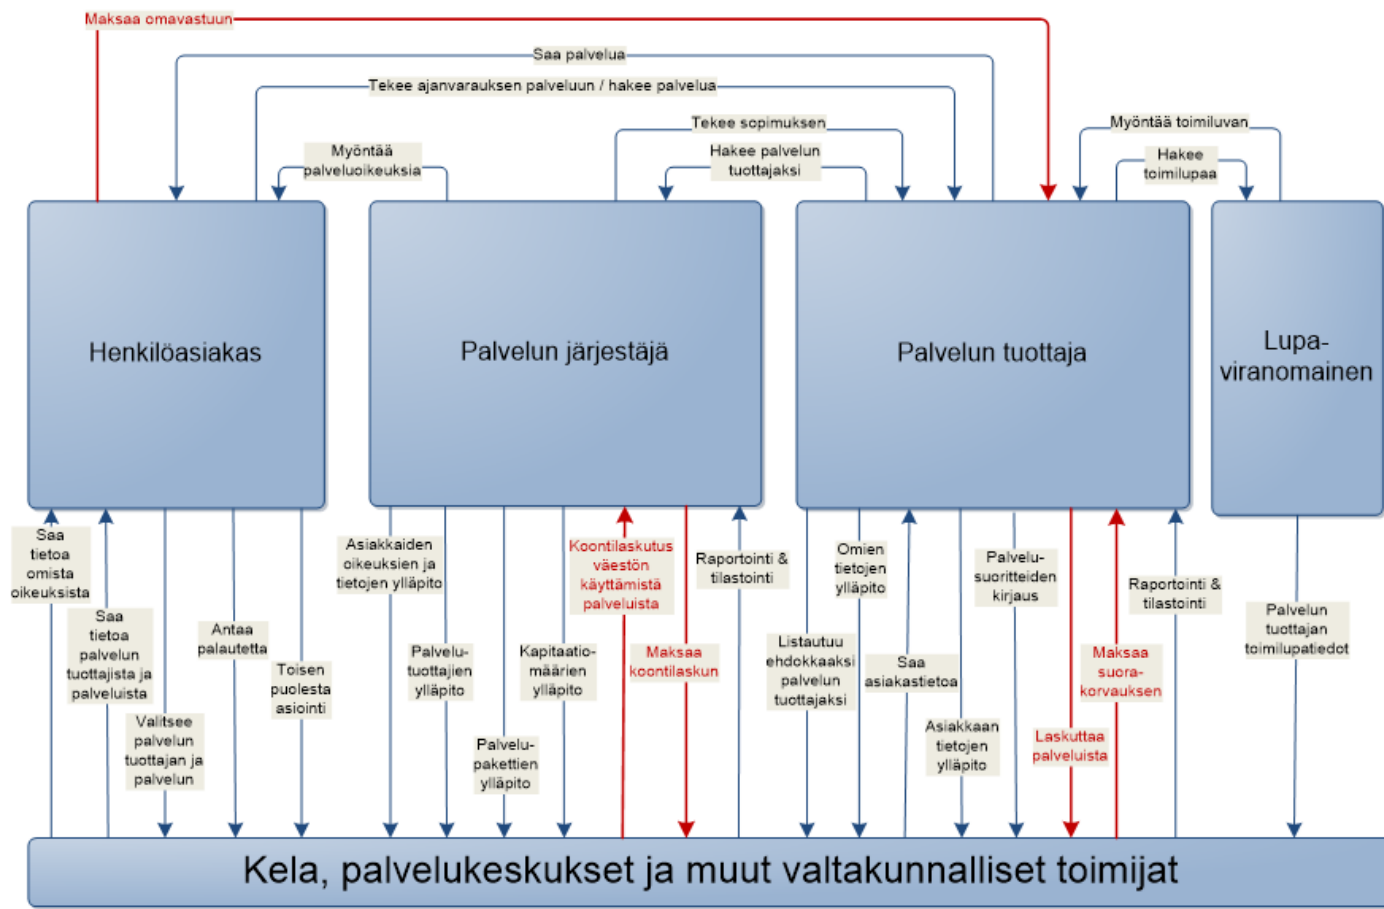 Maksaa omavastuun
Saa palvelua
Tekee ajanvarauksen palveluun / hakee palvelua
Tekee sopimuksen
Myöntää toimiluvan
Myöntää
palveluoikeuksia
Hakee palvelun
tuottajaksi
Hakee
toimilupaa
Henkilöasiakas
Palvelun järjestäjä
Palvelun tuottaja
Lupa-
viranomainen
Saa
tietoa
omista
oikeuksista
Saa
tietoa
palvelun
tuottajista ja
palveluista
Valitsee
palvelun
tuottajan ja
palvelun
Antaa
palautetta
Toisen
puolesta
asiointi
Asiakkaiden
oikeuksien ja
tietojen ylläpito
Palvelu-
tuottajien
ylläpito
Palvelu-
pakettien
ylläpito
Kapitaatio-
määrien
ylläpito
Koontilaskutus
väestön
käyttämistä
palveluista
Maksaa
koontilaskun
Raportointi &
tilastointi
Listautuu
ehdokkaaksi
palvelun
tuottajaksi
Omien
tietojen
ylläpito
Saa
asiakastietoa
Asiakkaan
tietojen
ylläpito
Palvelu-
suoritteiden
kirjaus
Laskuttaa
palveluista
Maksaa
suora-
korvauksen
Raportointi &
tilastointi
Palvelun
tuottajan
toimilupatiedot
Kela, palvelukeskukset ja muut valtakunnalliset toimijat